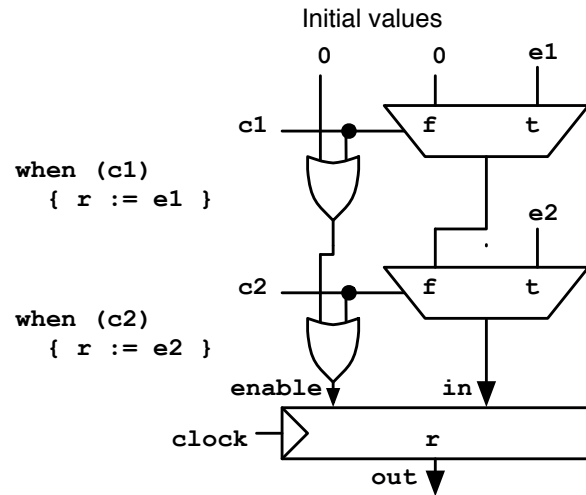 Initial values
0 0 e1
c1 f t
when (c1)
{ r := e1 }
e2
c2 f t
when (c2)
{ r := e2 }
enable in
clock r
out